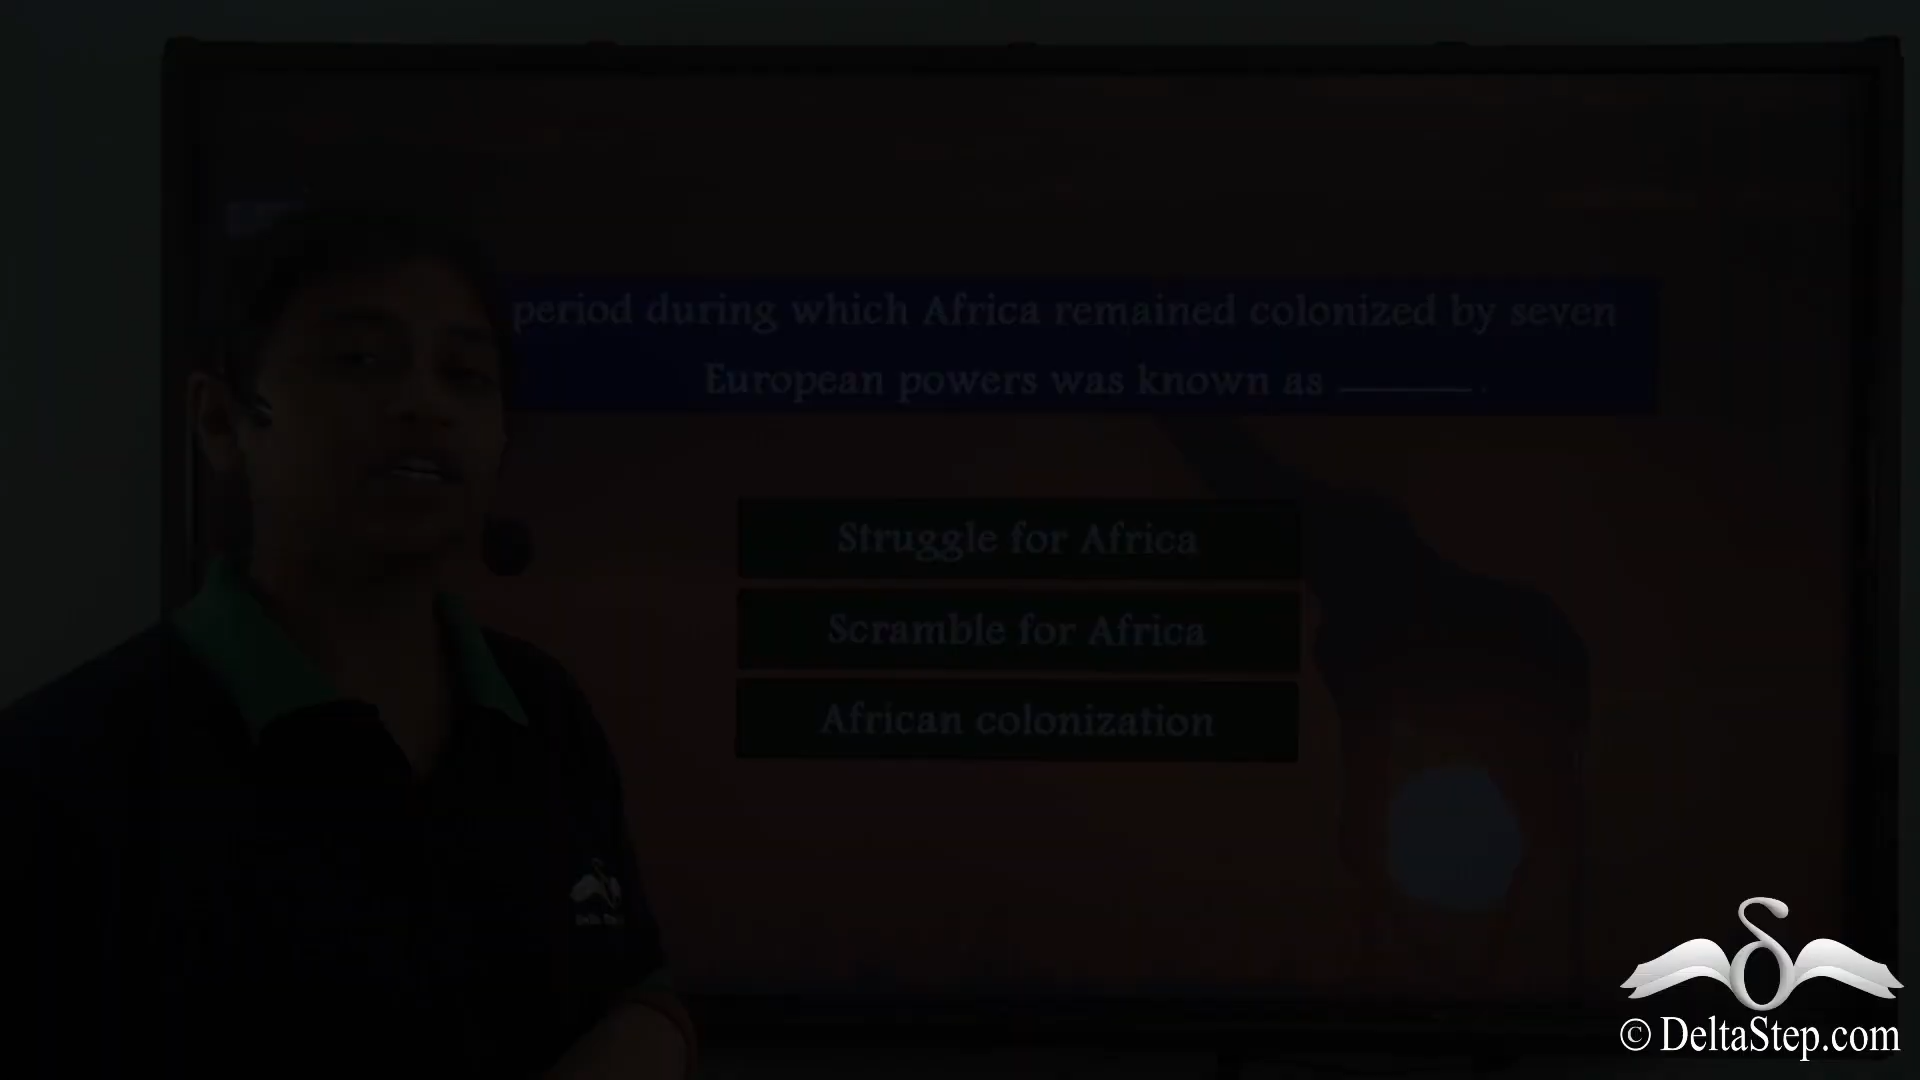 period during which Africa remained colonized by seven
European powers was known as ______ .
Struggle for Africa
Scramble for Africa
African colonization
© DeltaStep.com